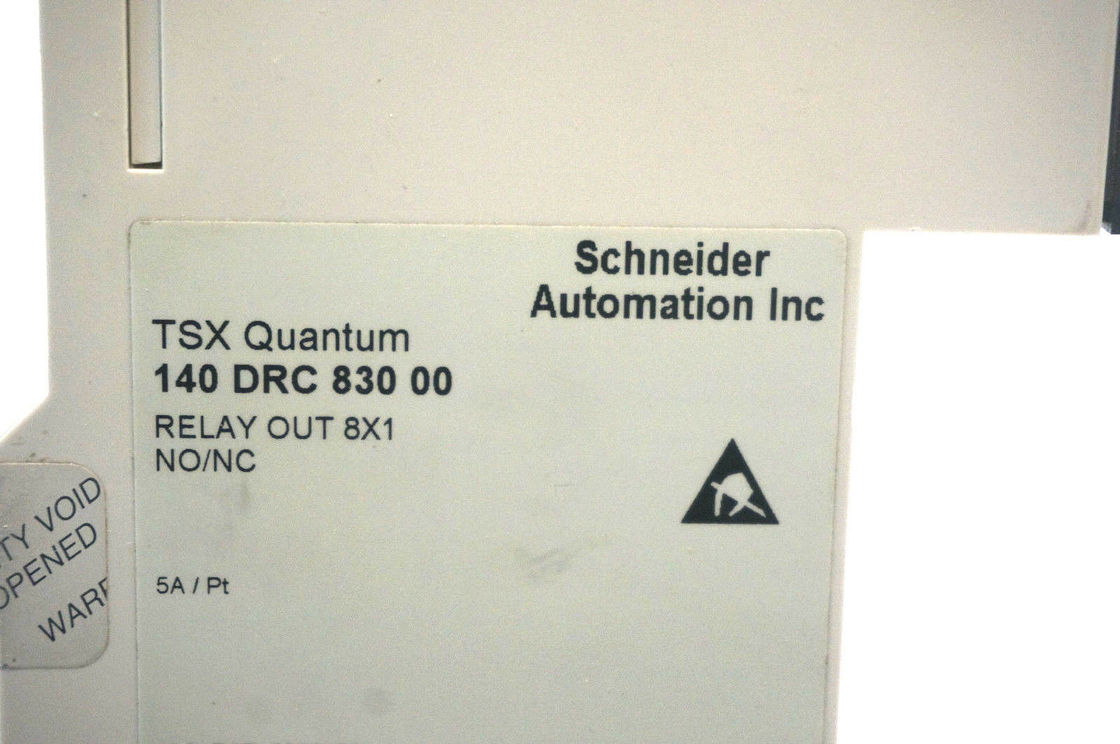 Schneider
Automation Inc
TSX Quantum
140 DRC 830 00
RELAY OUT 8X1
NO/NC
5A / Pt
TY VOID
OPENED
WARR